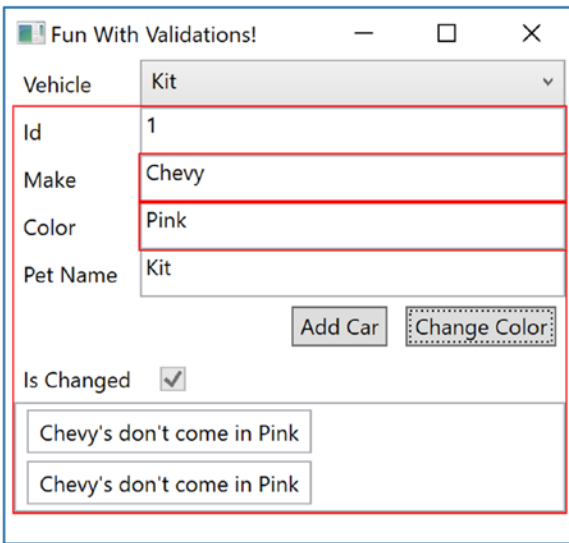 Fun With Validations!
Vehicle Kit
Id 1
Make Chevy
Color Pink
Pet Name Kit
Add Car Change Color
Is Changed
Chevy's don't come in Pink
Chevy's don't come in Pink